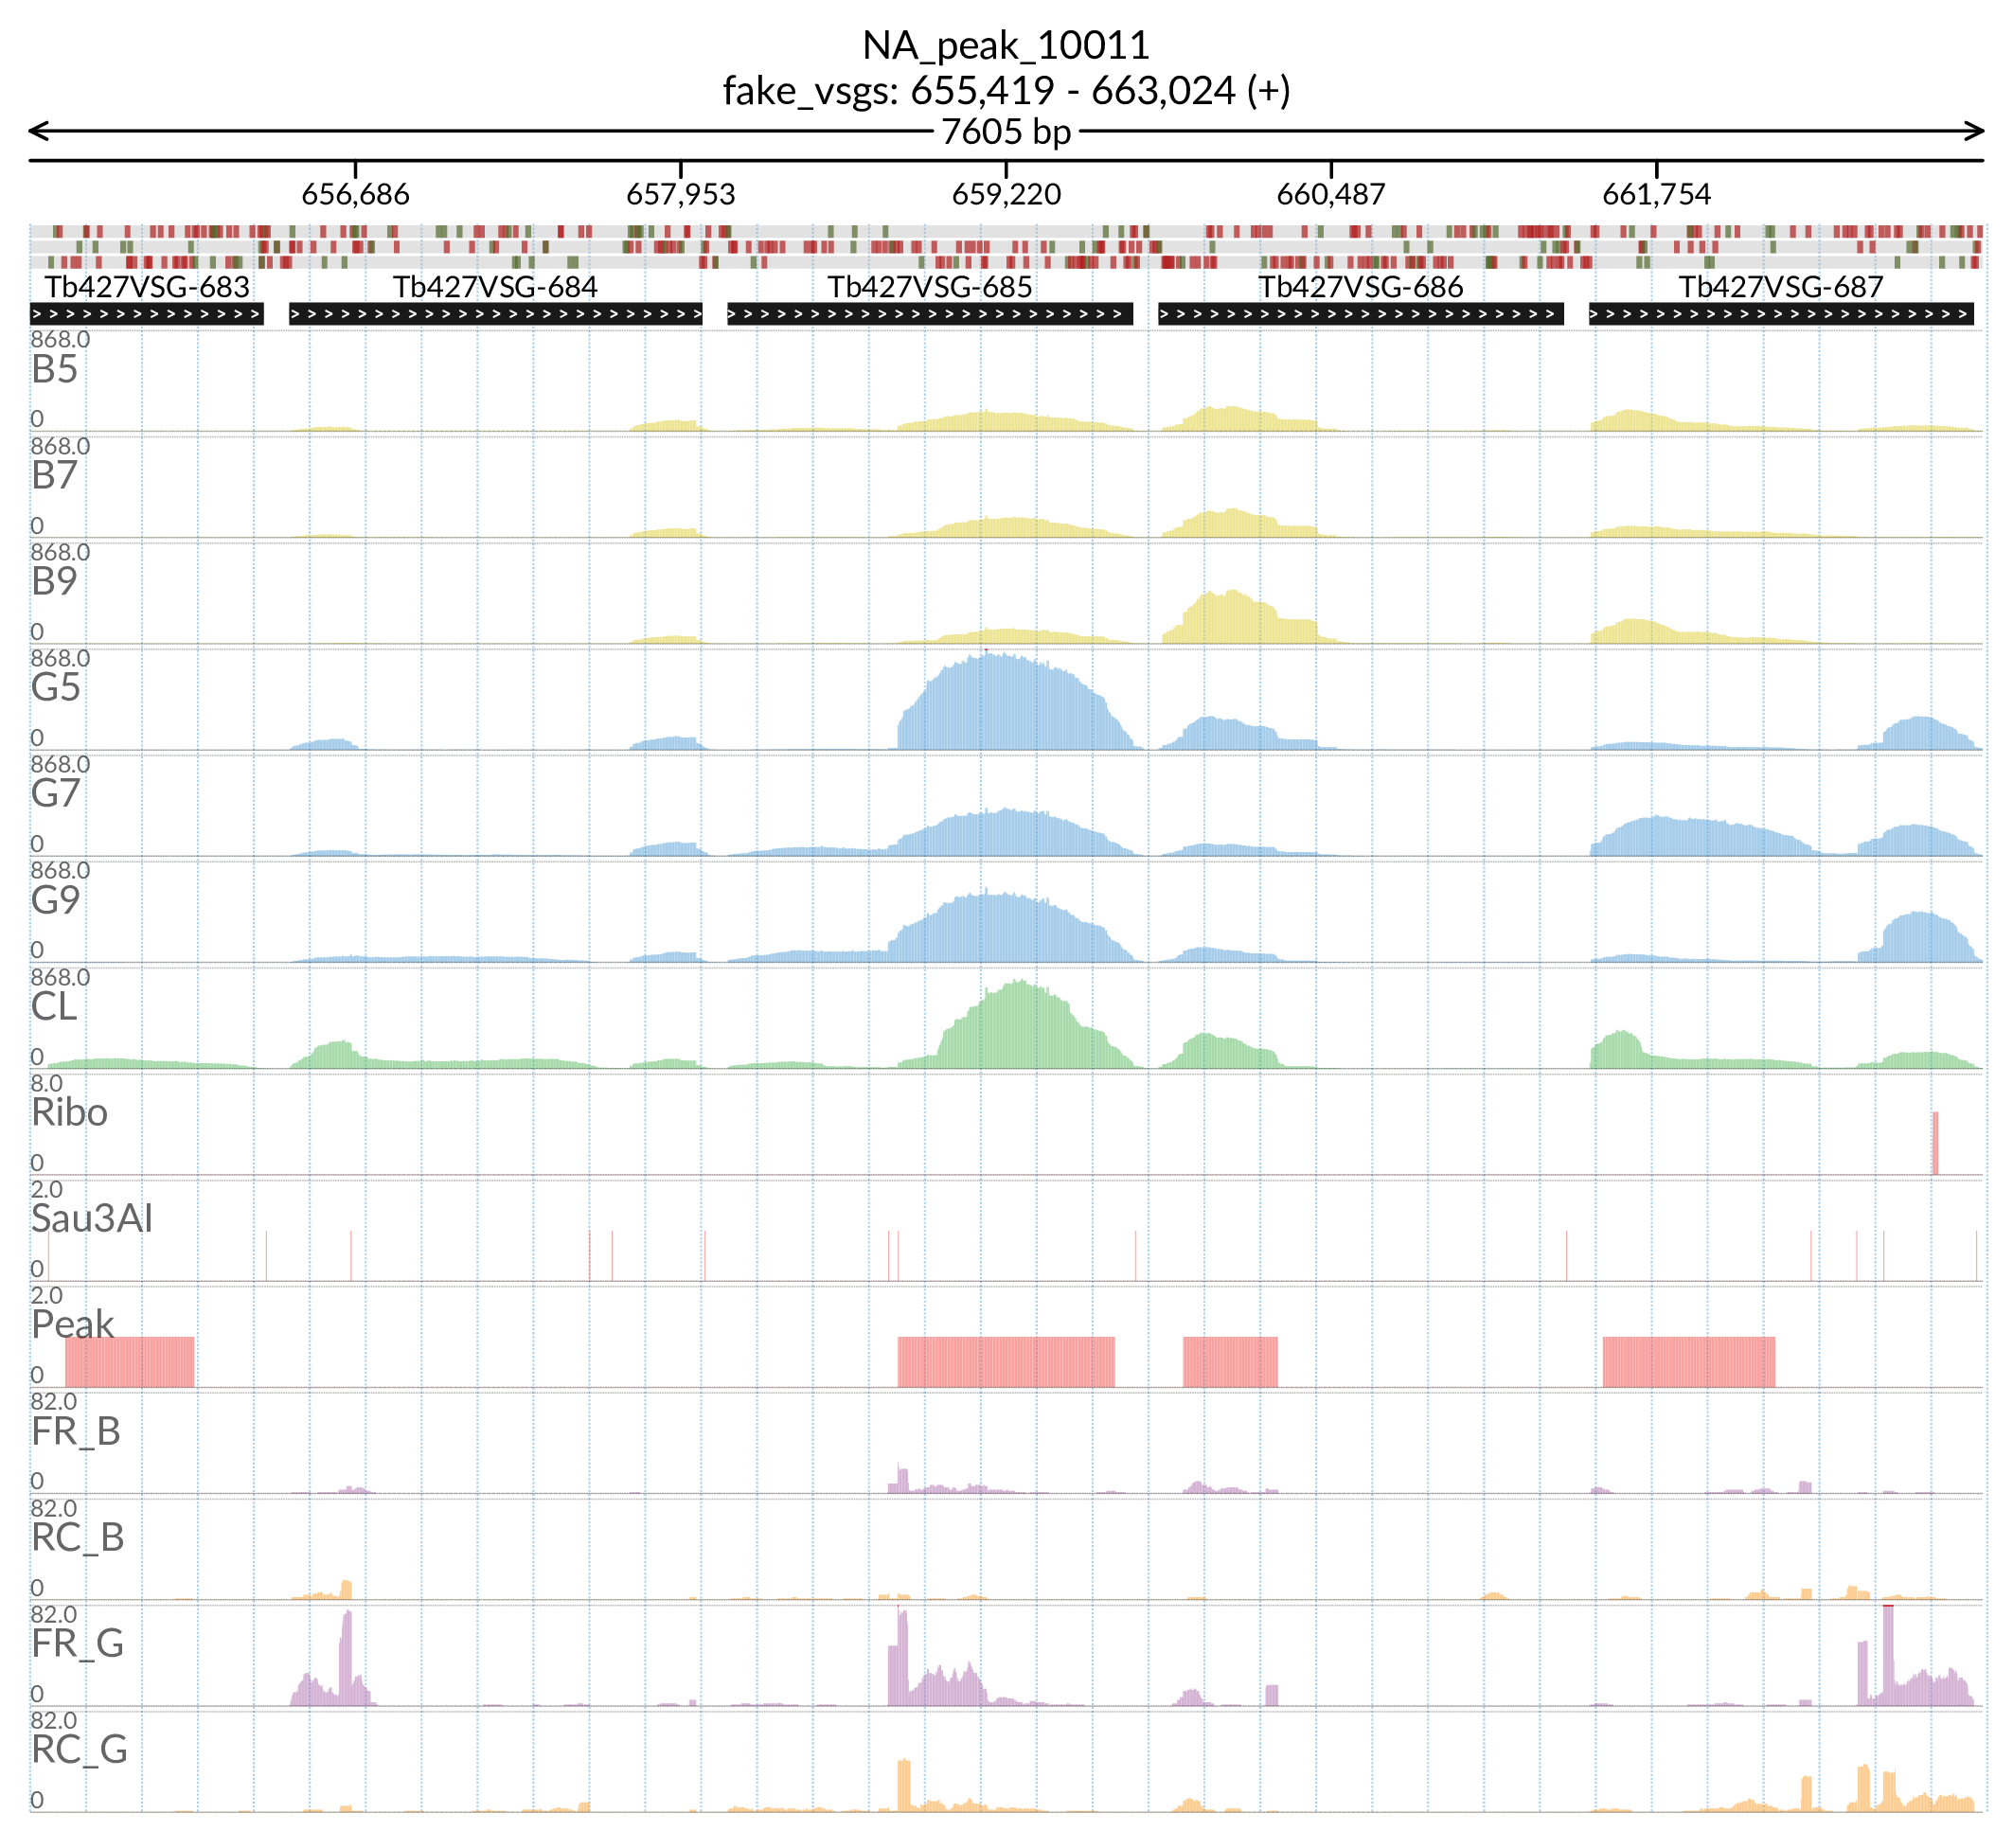 NA_peak_10011
fake_vsgs: 655,419 - 663,024 (+)
7605 bp
656,686 657,953 659,220 660,487 661,754
Tb427VSG-683 Tb427VSG-684 Tb427VSG-685 Tb427VSG-686 Tb427VSG-687
868.0
B5
0
868.0
B7
0
868.0
B9
0
868.0
G5
0
868.0
G7
0
868.0
G9
0
868.0
CL
0
8.0
Ribo
0
2.0
Sau3AI
0
2.0
Peak
0
82.0
FR_B
0
82.0
RC_B
0
82.0
FR_G
0
82.0
RC_G
0